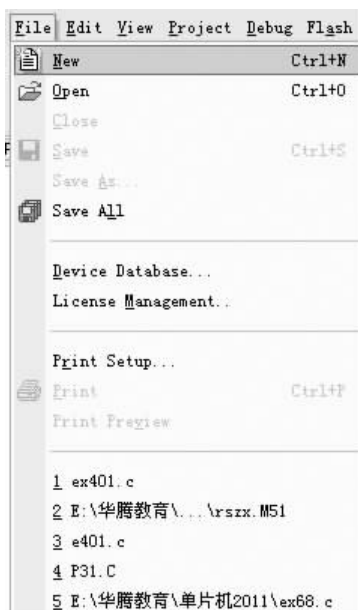 File Edit View Project Debug Flash
New Ctrl+N
Open Ctrl+O
Close
Save Ctrl+S
Save As...
Save All
Device Database...
License Management..
Print Setup...
Print Ctrl+P
Print Preview
1 ex401.c
2 E:\华腾教育\...\rszx.M51
3 e401.c
4 P31.C
5 E:\华腾教育\单片机2011\ex68.c